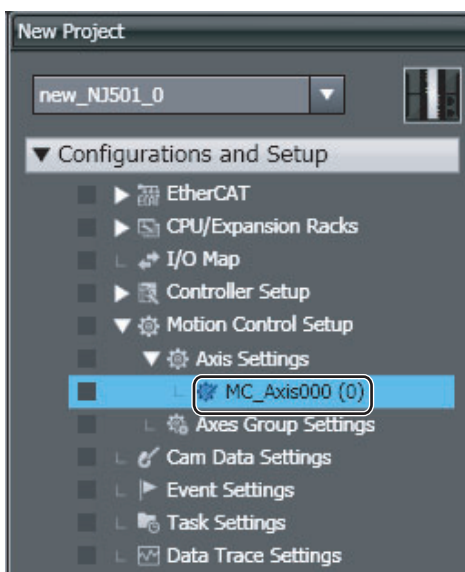 New Project
new_NJ501_0
Configurations and Setup
EtherCAT
CPU/Expansion Racks
I/O Map
Controller Setup
Motion Control Setup
Axis Settings
MC_Axis000 (0)
Axes Group Settings
Cam Data Settings
Event Settings
Task Settings
Data Trace Settings